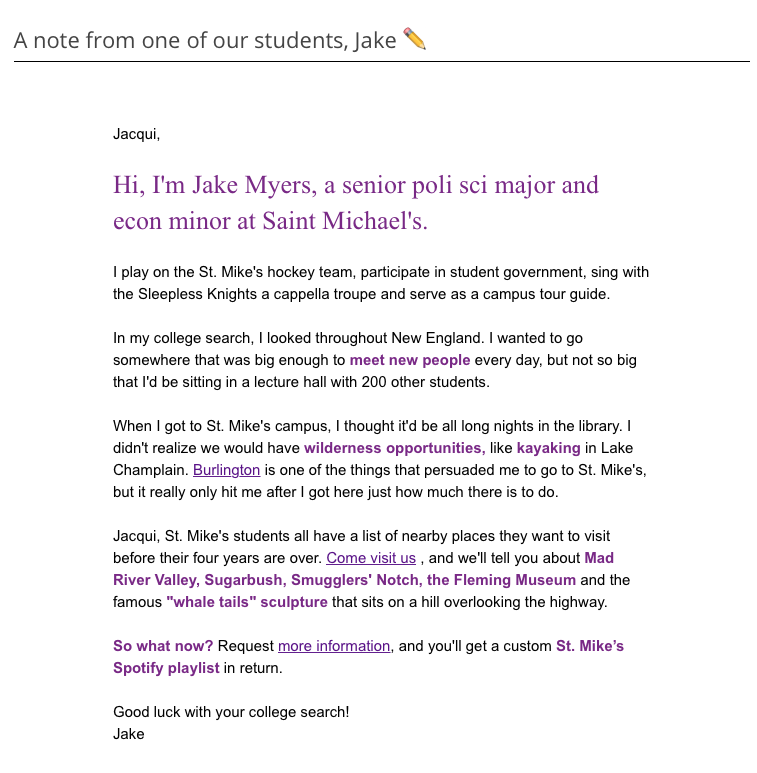 A note from one of our students, Jake ✏️
Jacqui,
Hi, I'm Jake Myers, a senior poli sci major and
econ minor at Saint Michael's.
I play on the St. Mike's hockey team, participate in student government, sing with
the Sleepless Knights a cappella troupe and serve as a campus tour guide.
In my college search, I looked throughout New England. I wanted to go
somewhere that was big enough to meet new people every day, but not so big
that I'd be sitting in a lecture hall with 200 other students.
When I got to St. Mike's campus, I thought it'd be all long nights in the library. I
didn't realize we would have wilderness opportunities, like kayaking in Lake
Champlain. Burlington is one of the things that persuaded me to go to St. Mike's,
but it really only hit me after I got here just how much there is to do.
Jacqui, St. Mike's students all have a list of nearby places they want to visit
before their four years are over. Come visit us , and we'll tell you about Mad
River Valley, Sugarbush, Smugglers' Notch, the Fleming Museum and the
famous "whale tails" sculpture that sits on a hill overlooking the highway.
So what now? Request more information, and you'll get a custom St. Mike’s
Spotify playlist in return.
Good luck with your college search!
Jake